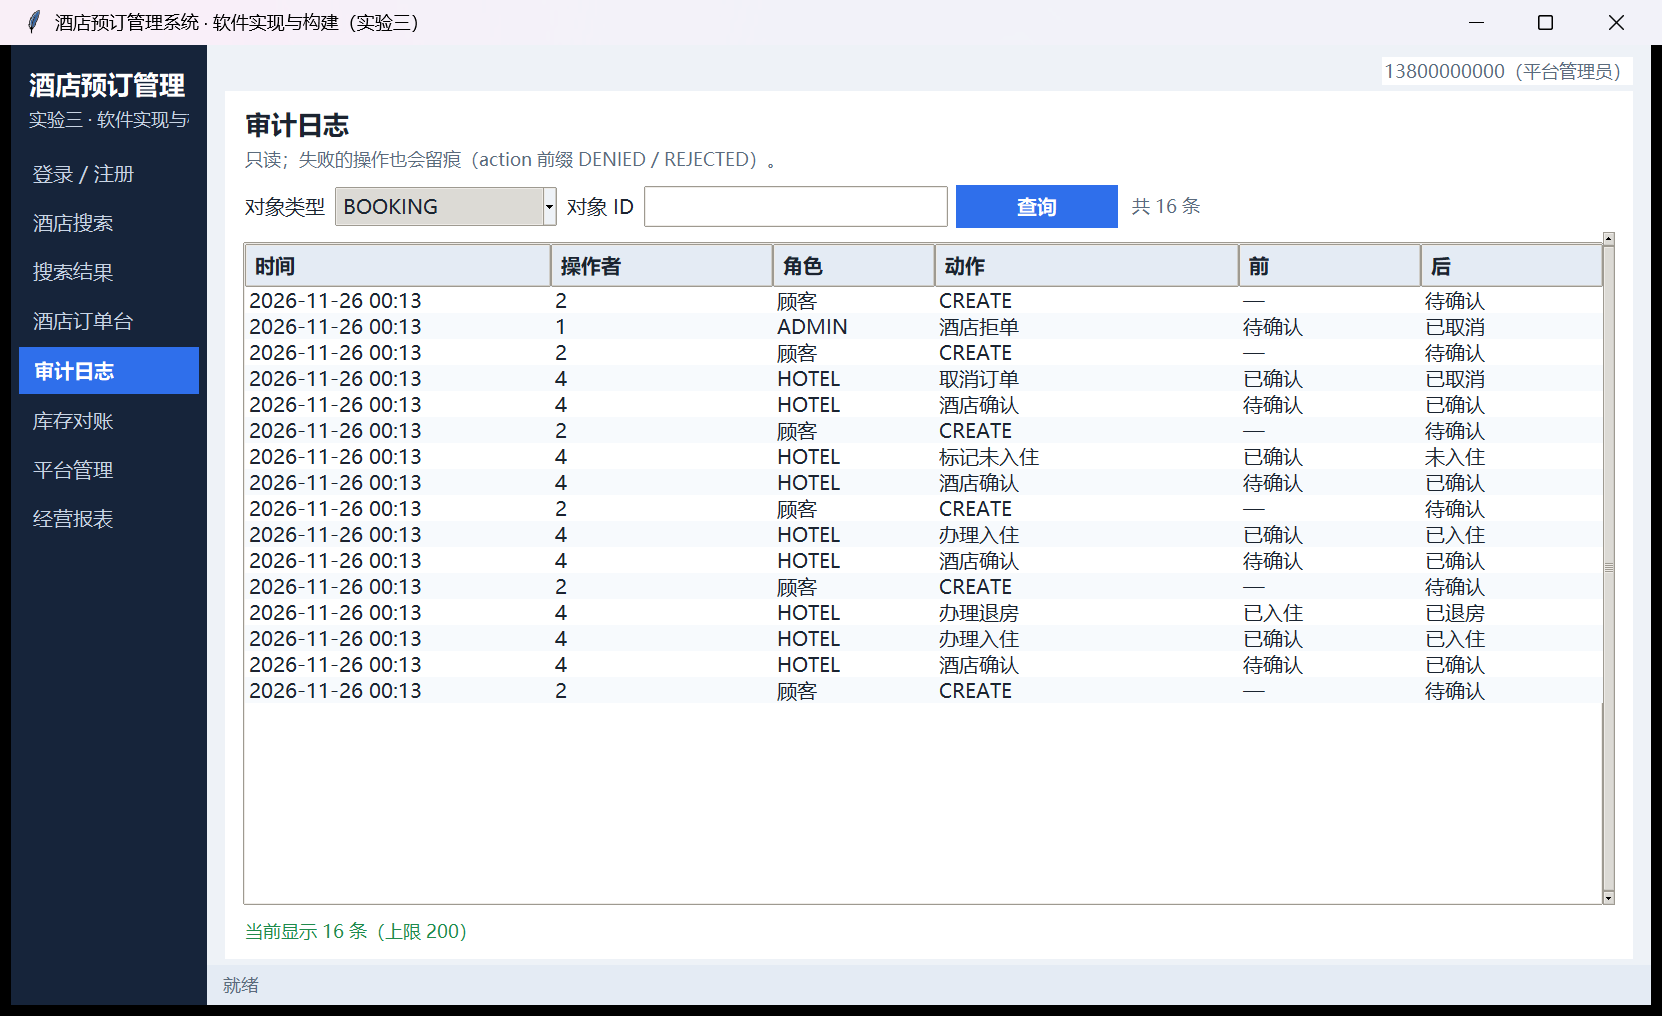 酒店预订管理系统 · 软件实现与构建（实验三）
13800000000（平台管理员）
酒店预订管理
实验三 · 软件实现与
登录 / 注册
酒店搜索
搜索结果
酒店订单台
审计日志
库存对账
平台管理
经营报表
审计日志
只读；失败的操作也会留痕（action 前缀 DENIED / REJECTED）。
对象类型 BOOKING 对象 ID 查询 共 16 条
时间 操作者 角色 动作 前 后
2026-11-26 00:13 2 顾客 CREATE — 待确认
2026-11-26 00:13 1 ADMIN 酒店拒单 待确认 已取消
2026-11-26 00:13 2 顾客 CREATE — 待确认
2026-11-26 00:13 4 HOTEL 取消订单 已确认 已取消
2026-11-26 00:13 4 HOTEL 酒店确认 待确认 已确认
2026-11-26 00:13 2 顾客 CREATE — 待确认
2026-11-26 00:13 4 HOTEL 标记未入住 已确认 未入住
2026-11-26 00:13 4 HOTEL 酒店确认 待确认 已确认
2026-11-26 00:13 2 顾客 CREATE — 待确认
2026-11-26 00:13 4 HOTEL 办理入住 已确认 已入住
2026-11-26 00:13 4 HOTEL 酒店确认 待确认 已确认
2026-11-26 00:13 2 顾客 CREATE — 待确认
2026-11-26 00:13 4 HOTEL 办理退房 已入住 已退房
2026-11-26 00:13 4 HOTEL 办理入住 已确认 已入住
2026-11-26 00:13 4 HOTEL 酒店确认 待确认 已确认
2026-11-26 00:13 2 顾客 CREATE — 待确认
当前显示 16 条（上限 200）
就绪